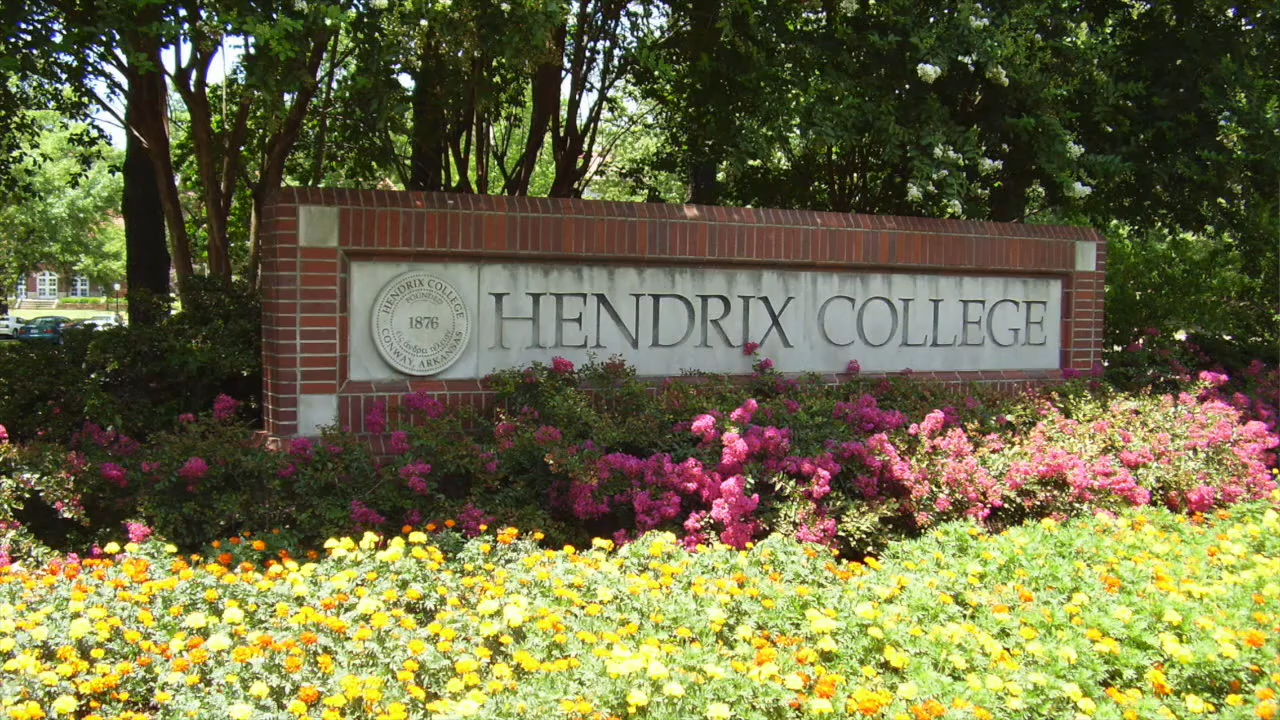 HENDRIX COLLEGE
FOUNDED
1876
CONWAY, ARKANSAS
HENDRIX COLLEGE